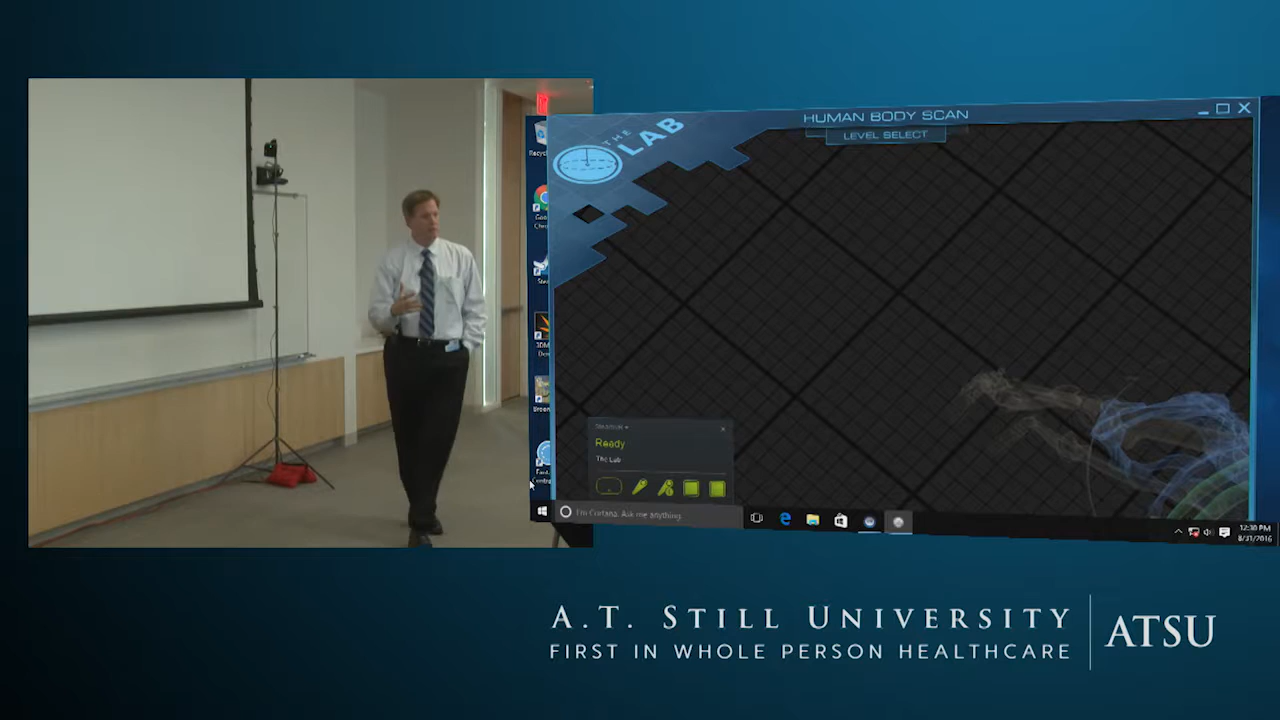 HUMAN BODY SCAN
LEVEL SELECT
THE
LAB
Ready
The Lab
I'm Cortana. Ask me anything.
12:30 PM
8/31/2016
A.T. STILL UNIVERSITY
FIRST IN WHOLE PERSON HEALTHCARE
ATSU